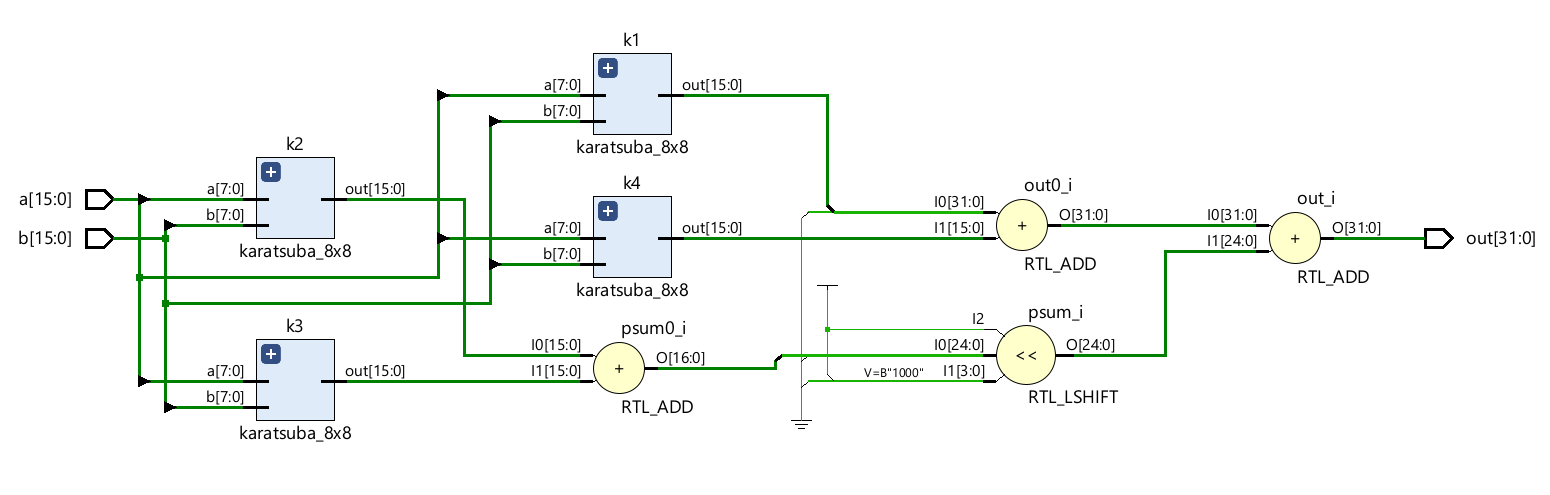 k1
a[7:0]
out[15:0]
b[7:0]
karatsuba_8x8
k2
a[15:0]
a[7:0]
out[15:0]
b[7:0]
b[15:0]
karatsuba_8x8
k4
a[7:0]
out[15:0]
b[7:0]
karatsuba_8x8
out0_i
I0[31:0]
O[31:0]
+
I1[15:0]
RTL_ADD
out_i
I0[31:0]
O[31:0]
+
I1[24:0]
out[31:0]
RTL_ADD
k3
a[7:0]
out[15:0]
b[7:0]
karatsuba_8x8
psum0_i
I0[15:0]
O[16:0]
+
I1[15:0]
RTL_ADD
psum_i
I2
I0[24:0]
O[24:0]
<<
V=B"1000"
I1[3:0]
RTL_LSHIFT